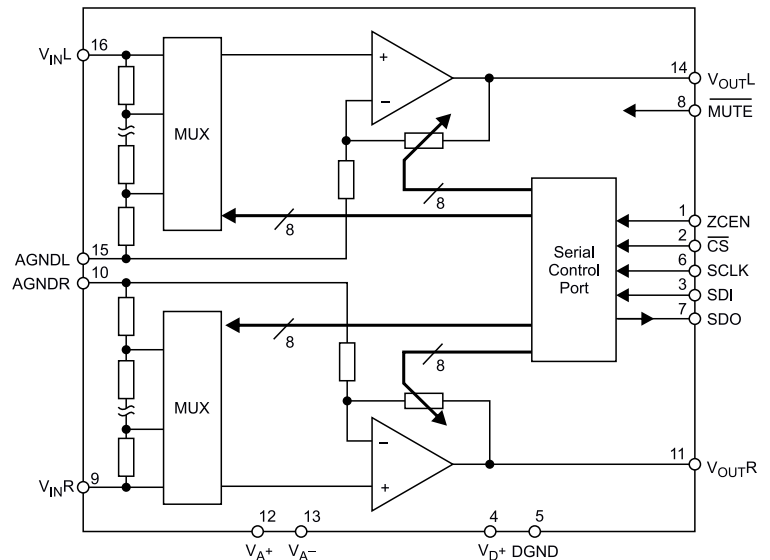 VINL
16
MUX
+
−
14
VOUTL
8
MUTE
8
8
Serial
Control
Port
1
ZCEN
2
CS
6
SCLK
3
SDI
7
SDO
15
AGNDL
10
AGNDR
8
8
MUX
−
+
11
VOUTR
9
VINR
12
VA+
13
VA−
4
VD+
5
DGND